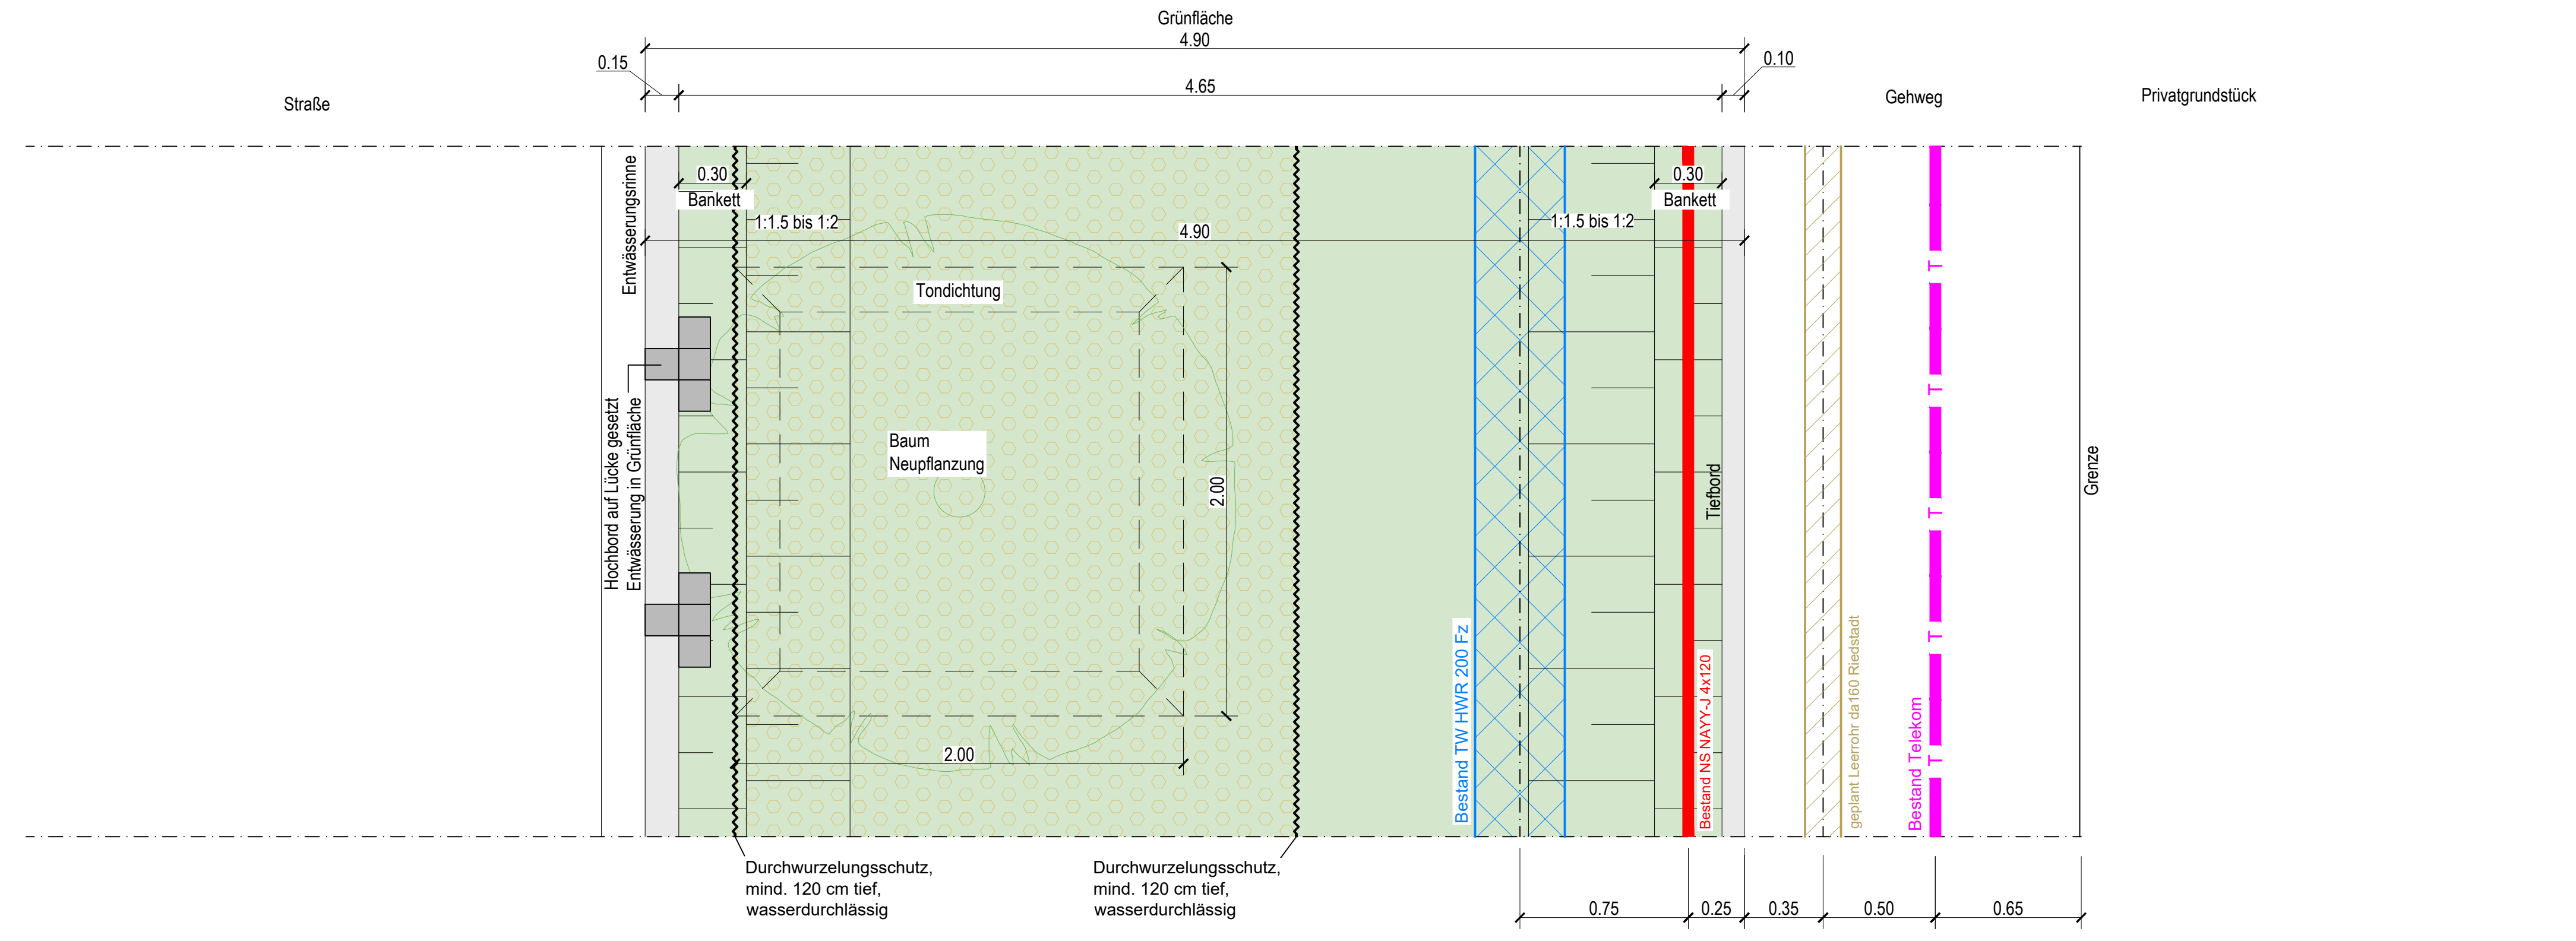 Grünfläche
4.90
0.15
4.65
0.10
Straße
Gehweg
Privatgrundstück
Entwässerungsrinne
0.30
Bankett
1:1.5 bis 1:2
4.90
0.30
Bankett
1:1.5 bis 1:2
Tondichtung
Hochbord auf Lücke gesetzt
Entwässerung in Grünfläche
Baum
Neupflanzung
2.00
2.00
Bestand TW HWR 200 Fz
Tiefbord
Bestand NS NAYY-J 4x120
geplant Leerrohr da160 Riedstadt
Bestand Telekom
T
T
T
T
T
Grenze
Durchwurzelungsschutz,
mind. 120 cm tief,
wasserdurchlässig
Durchwurzelungsschutz,
mind. 120 cm tief,
wasserdurchlässig
0.75
0.25
0.35
0.50
0.65